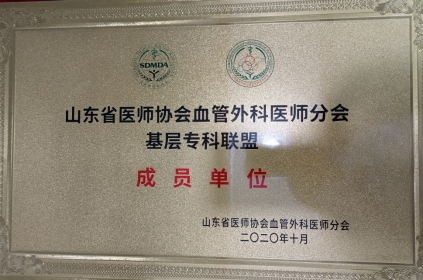 SDMDA
山东省医师协会血管外科医师分会
基层专科联盟
成员单位
山东省医师协会血管外科医师分会
二〇二〇年十月